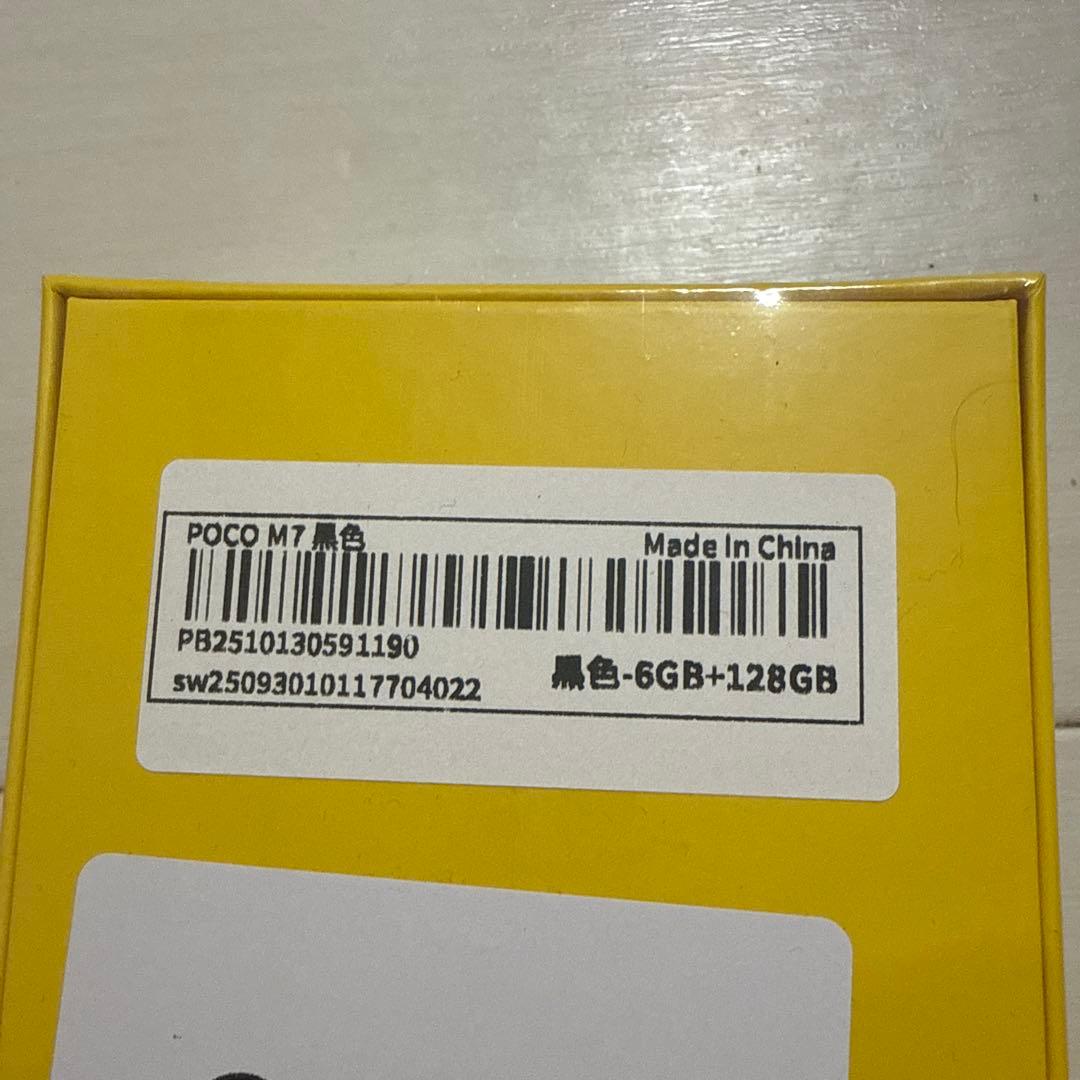 POCO M7 黑色
Made In China
PB2510130591190
sw25093010117704022
黑色-6GB+128GB